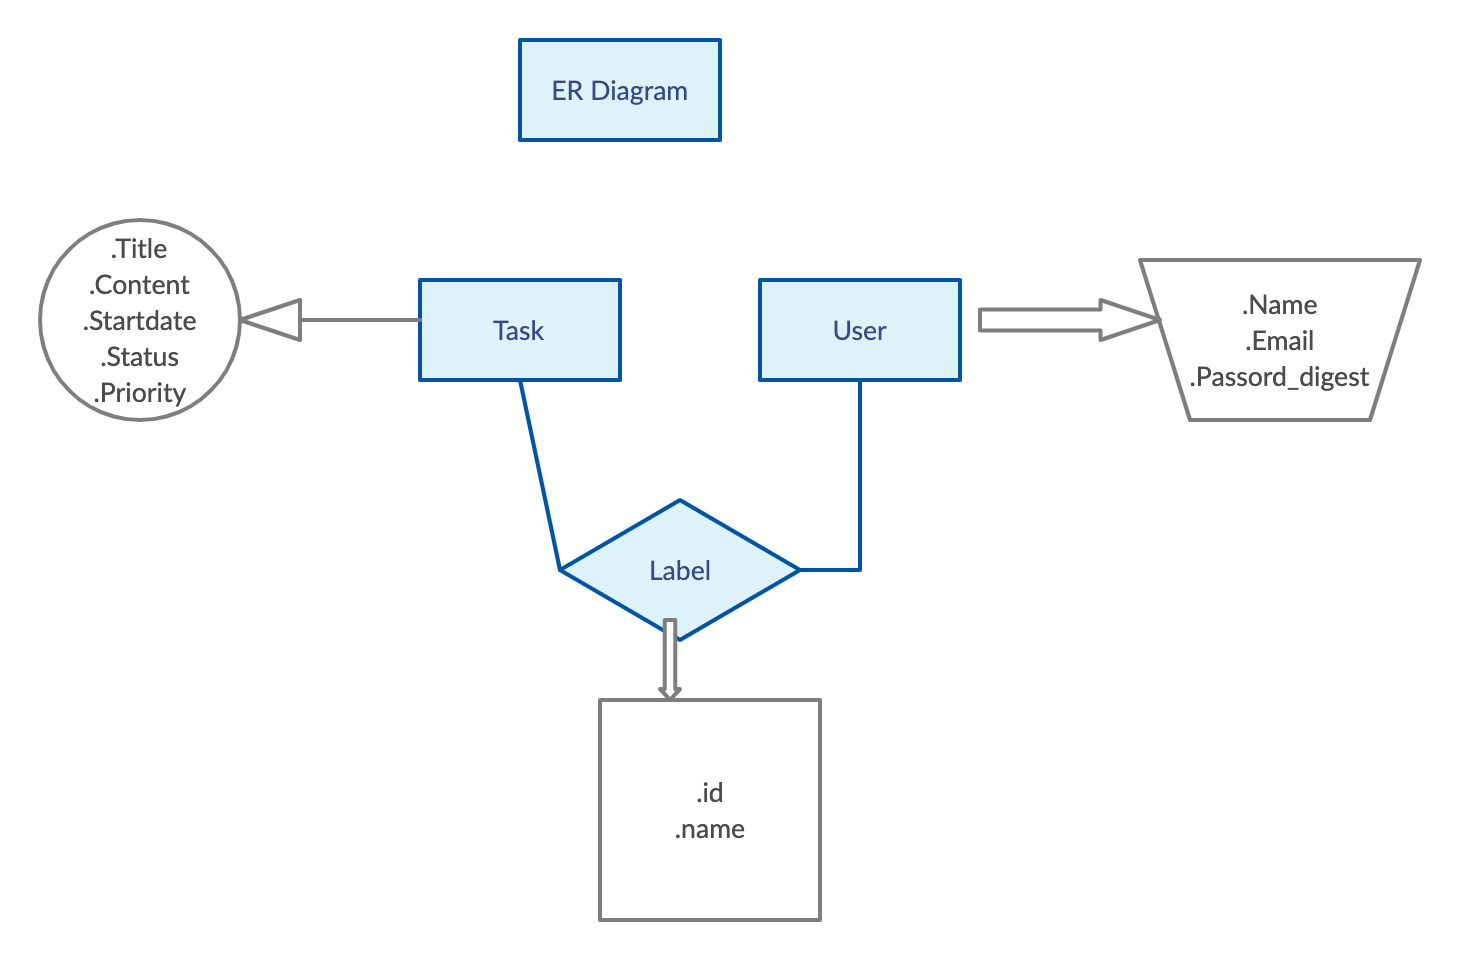 ER Diagram
.Title
.Content
.Startdate
.Status
.Priority
Task
User
.Name
.Email
.Passord_digest
Label
.id
.name